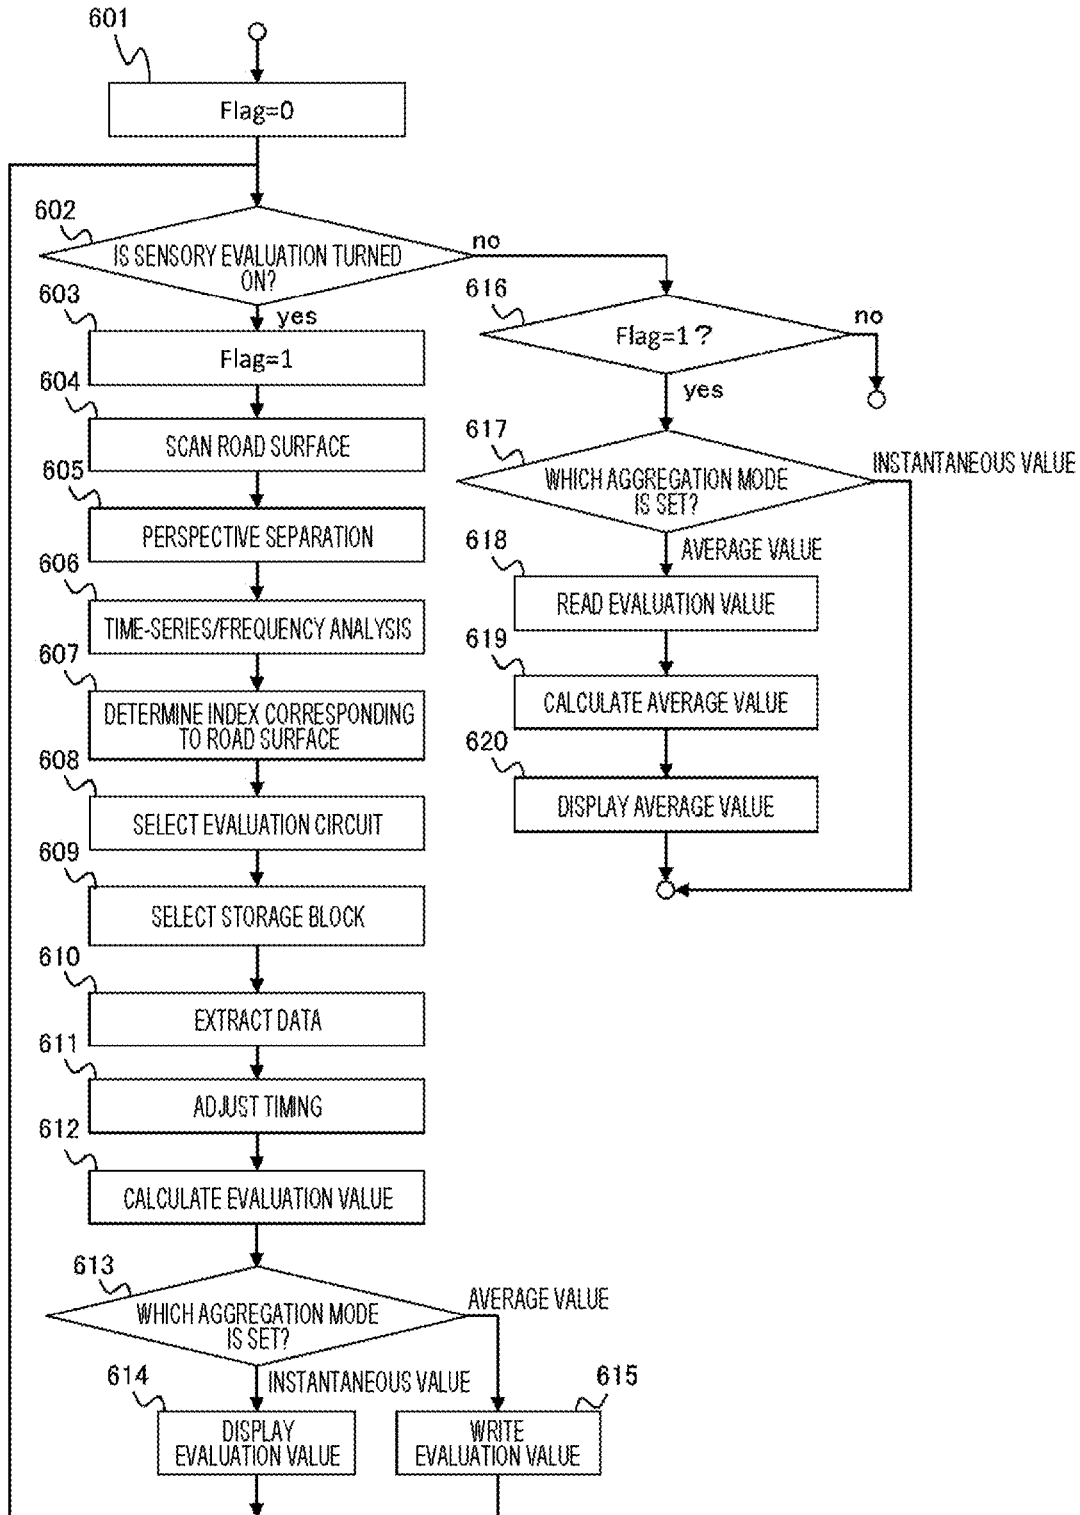 601
Flag=0
602
IS SENSORY EVALUATION TURNED
ON?
no
yes
603
Flag=1
604
SCAN ROAD SURFACE
605
PERSPECTIVE SEPARATION
606
TIME-SERIES/FREQUENCY ANALYSIS
607
DETERMINE INDEX CORRESPONDING
TO ROAD SURFACE
608
SELECT EVALUATION CIRCUIT
609
SELECT STORAGE BLOCK
610
EXTRACT DATA
611
ADJUST TIMING
612
CALCULATE EVALUATION VALUE
613
WHICH AGGREGATION MODE
IS SET?
AVERAGE VALUE
INSTANTANEOUS VALUE
614
DISPLAY
EVALUATION VALUE
615
WRITE
EVALUATION VALUE
616
Flag=1?
no
yes
617
WHICH AGGREGATION MODE
IS SET?
INSTANTANEOUS VALUE
AVERAGE VALUE
618
READ EVALUATION VALUE
619
CALCULATE AVERAGE VALUE
620
DISPLAY AVERAGE VALUE